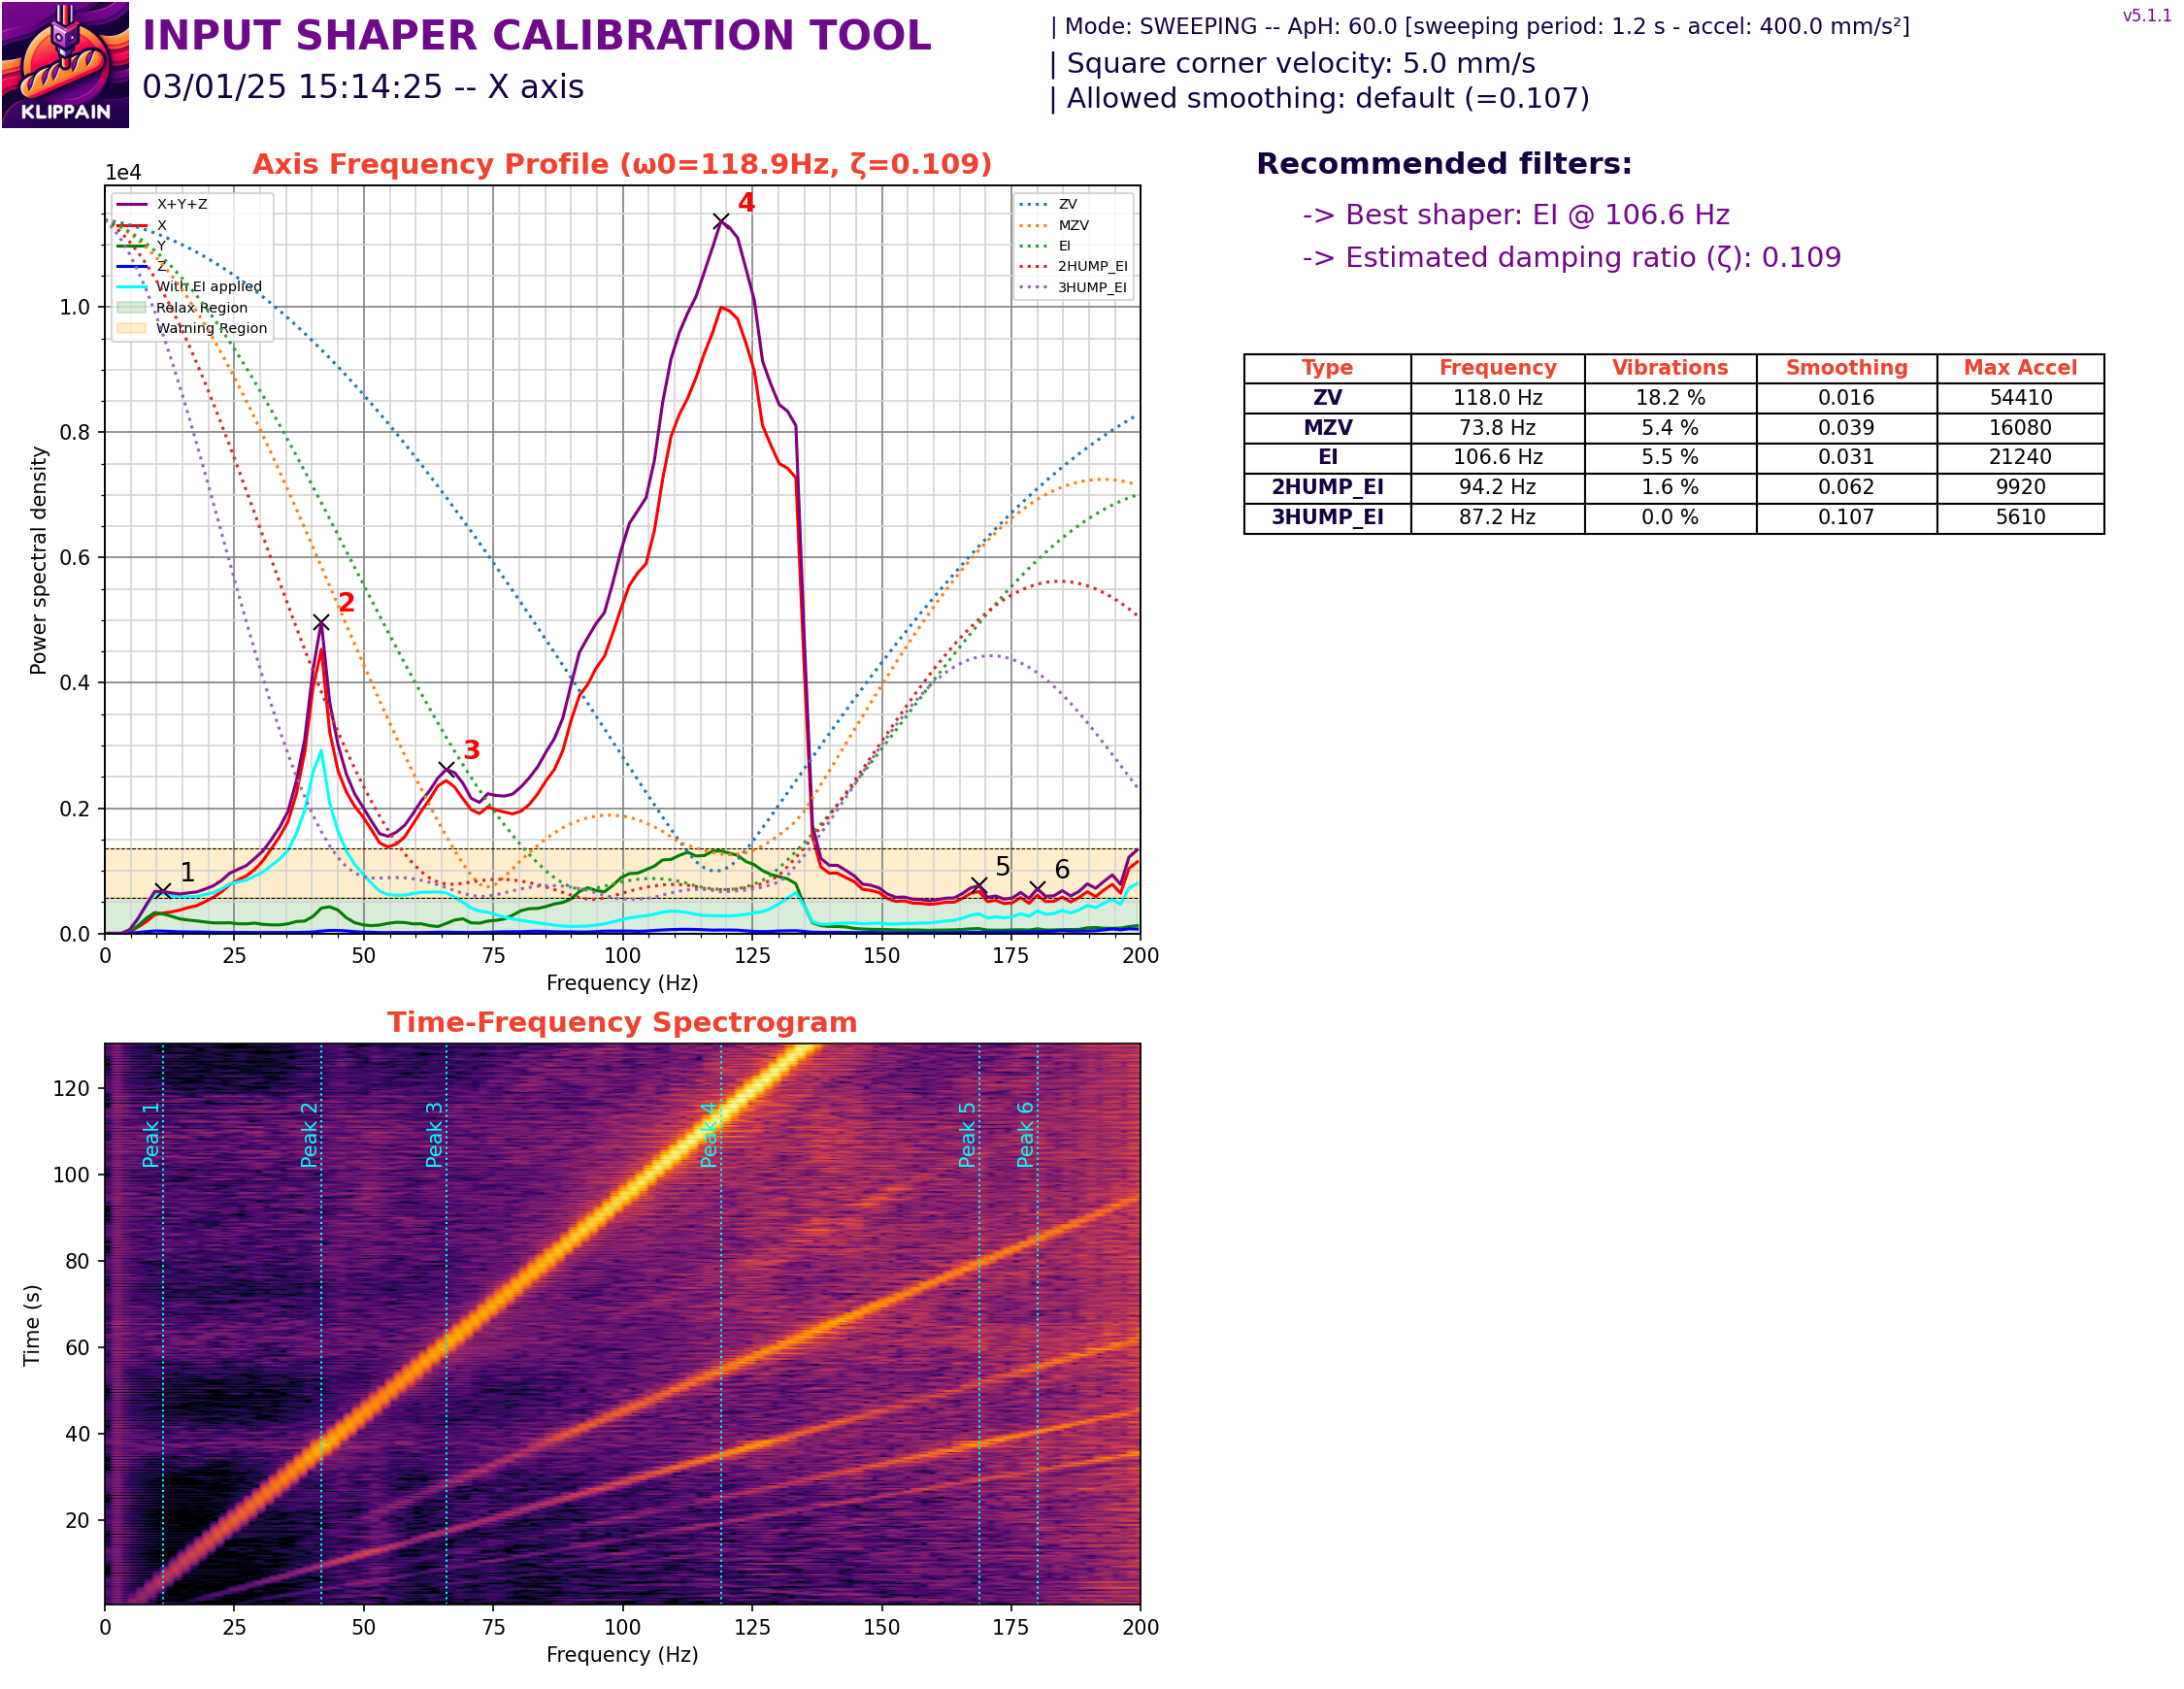 INPUT SHAPER CALIBRATION TOOL
03/01/25 15:14:25 -- X axis
KLIPPAIN
| Mode: SWEEPING -- ApH: 60.0 [sweeping period: 1.2 s - accel: 400.0 mm/s²]
| Square corner velocity: 5.0 mm/s
| Allowed smoothing: default (=0.107)
v5.1.1
Axis Frequency Profile (ω0=118.9Hz, ζ=0.109)
1e4
X+Y+Z
X
Y
Z
With EI applied
Relax Region
Warning Region
ZV
MZV
EI
2HUMP_EI
3HUMP_EI
1
2
3
4
5
6
Power spectral density
1.0
0.8
0.6
0.4
0.2
0.0
0 25 50 75 100 125 150 175 200
Frequency (Hz)
Recommended filters:
-> Best shaper: EI @ 106.6 Hz
-> Estimated damping ratio (ζ): 0.109
Type Frequency Vibrations Smoothing Max Accel
ZV 118.0 Hz 18.2 % 0.016 54410
MZV 73.8 Hz 5.4 % 0.039 16080
EI 106.6 Hz 5.5 % 0.031 21240
2HUMP_EI 94.2 Hz 1.6 % 0.062 9920
3HUMP_EI 87.2 Hz 0.0 % 0.107 5610
Time-Frequency Spectrogram
Time (s)
120
100
80
60
40
20
Peak 1
Peak 2
Peak 3
Peak 4
Peak 5
Peak 6
0 25 50 75 100 125 150 175 200
Frequency (Hz)